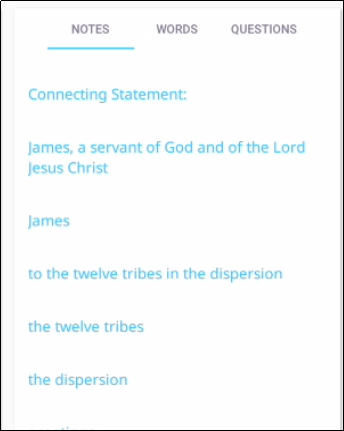 NOTES WORDS QUESTIONS
Connecting Statement:
James, a servant of God and of the Lord
Jesus Christ
James
to the twelve tribes in the dispersion
the twelve tribes
the dispersion